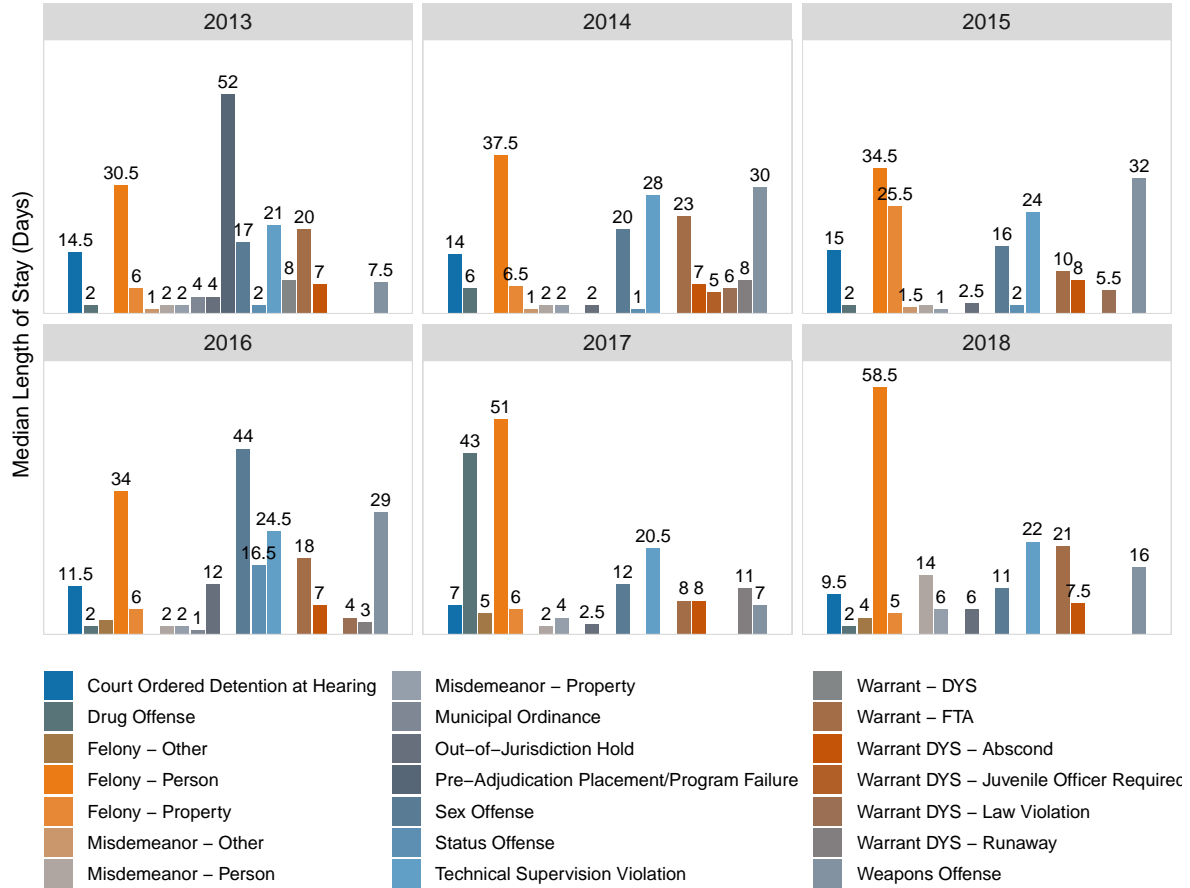 2013
2014
2015
Median Length of Stay (Days)
14.5 2 30.5 6 1 2 2 4 4 52 17 2 21 8 20 7 7.5
14 6 37.5 6.5 1 2 2 2 20 1 28 23 7 5 6 8 30
15 2 34.5 25.5 1.5 1 2.5 16 2 24 10 8 5.5 32
2016
2017
2018
11.5 2 34 6 2 2 1 12 44 16.5 24.5 18 7 4 3 29
7 43 5 51 6 2 4 2.5 12 20.5 8 8 11 7
9.5 2 4 58.5 5 14 6 6 11 22 21 7.5 16
Court Ordered Detention at Hearing
Drug Offense
Felony − Other
Felony − Person
Felony − Property
Misdemeanor − Other
Misdemeanor − Person
Misdemeanor − Property
Municipal Ordinance
Out−of−Jurisdiction Hold
Pre−Adjudication Placement/Program Failure
Sex Offense
Status Offense
Technical Supervision Violation
Warrant − DYS
Warrant − FTA
Warrant DYS − Abscond
Warrant DYS − Juvenile Officer Required
Warrant DYS − Law Violation
Warrant DYS − Runaway
Weapons Offense